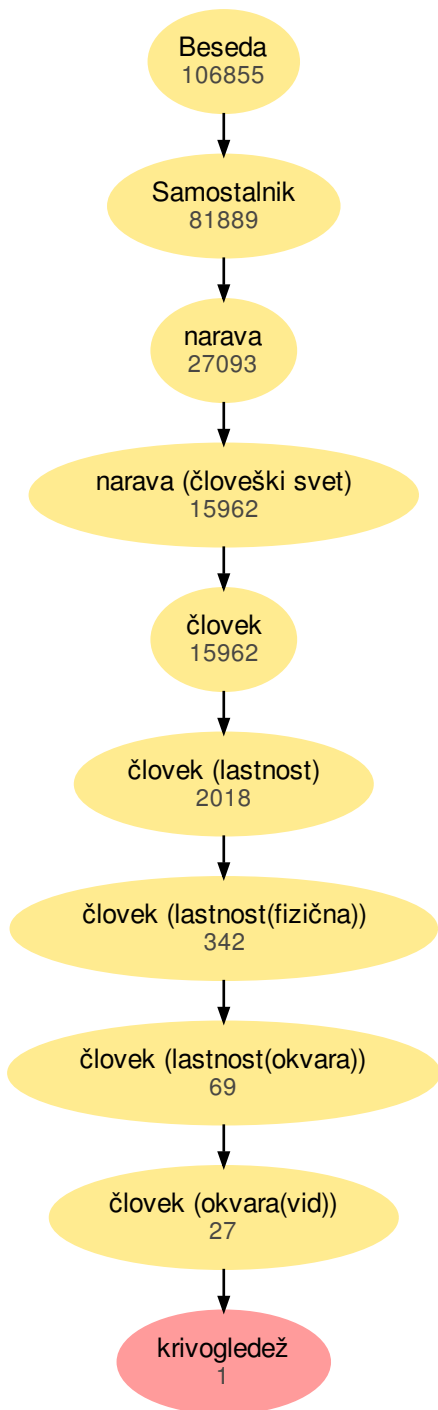 Beseda
106855
Samostalnik
81889
narava
27093
narava (človeški svet)
15962
človek
15962
človek (lastnost)
2018
človek (lastnost(fizična))
342
človek (lastnost(okvara))
69
človek (okvara(vid))
27
krivogledež
1